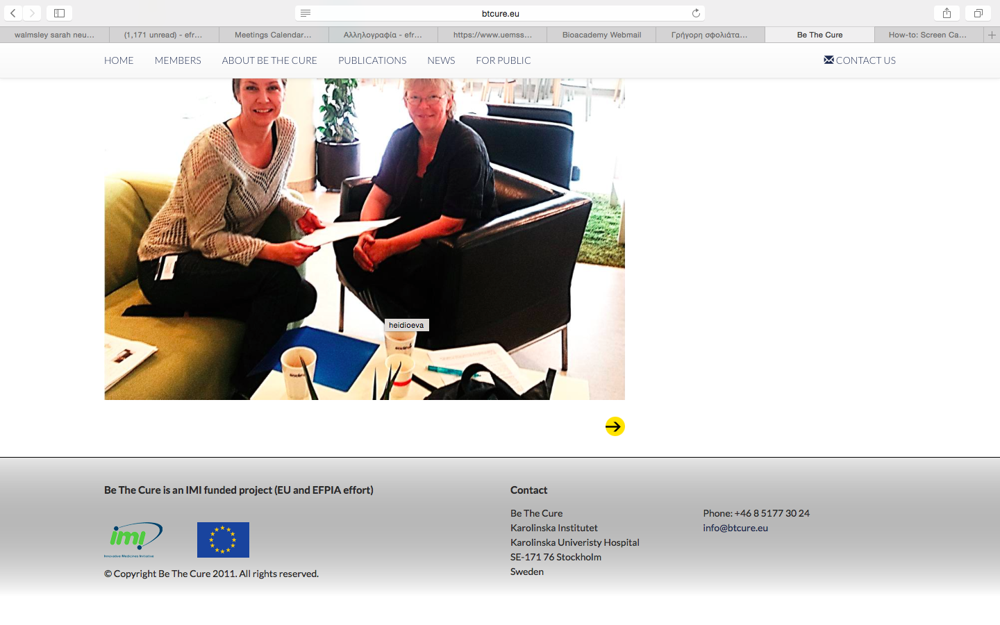 btcure.eu
walmsley sarah neu...
(1,171 unread) - efr...
Meetings Calendar...
Αλληλογραφία - efr...
https://www.uemss...
Bioacademy Webmail
Γρήγορη σφολιάτα...
Be The Cure
How-to: Screen Ca...
HOME
MEMBERS
ABOUT BE THE CURE
PUBLICATIONS
NEWS
FOR PUBLIC
CONTACT US
heidioeva
Be The Cure is an IMI funded project (EU and EFPIA effort)
imi
Innovative Medicines Initiative
© Copyright Be The Cure 2011. All rights reserved.
Contact
Be The Cure
Karolinska Institutet
Karolinska Univeristy Hospital
SE-171 76 Stockholm
Sweden
Phone: +46 8 5177 30 24
info@btcure.eu